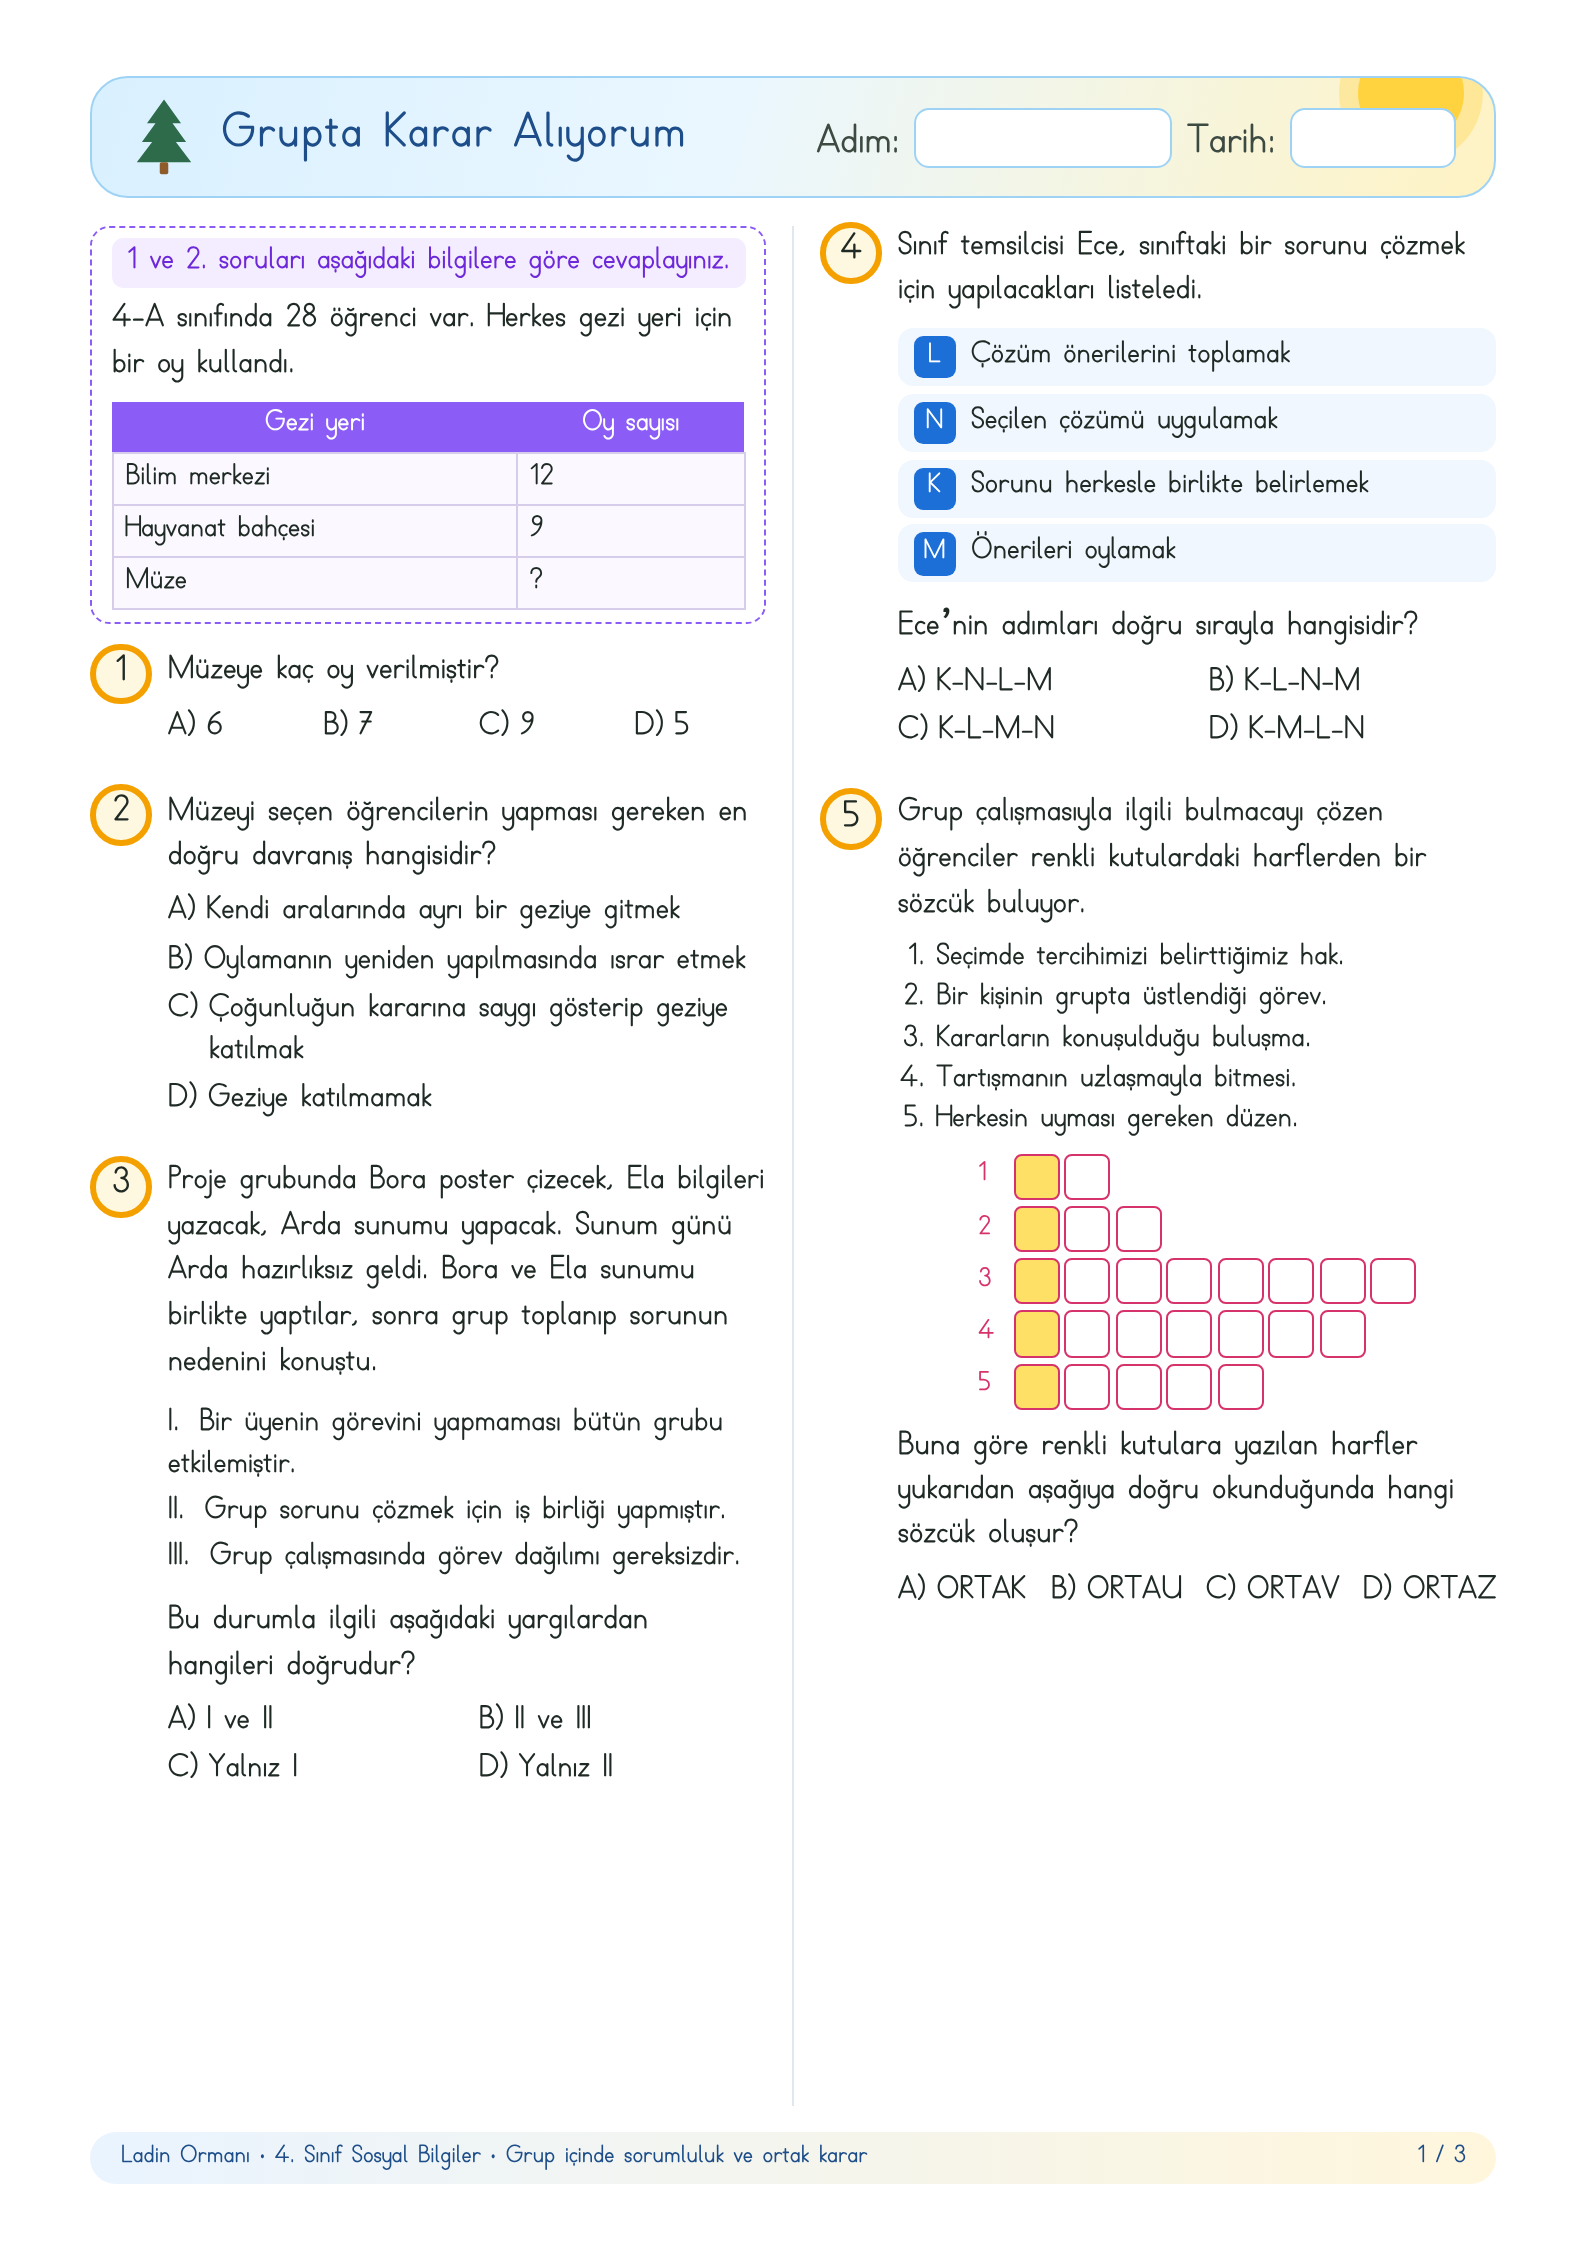 Grupta Karar Alıyorum
Adım:
Tarih:
1 ve 2. soruları aşağıdaki bilgilere göre cevaplayınız.
4-A sınıfında 28 öğrenci var. Herkes gezi yeri için
bir oy kullandı.
Gezi yeri Oy sayısı
Bilim merkezi 12
Hayvanat bahçesi 9
Müze ?
1 Müzeye kaç oy verilmiştir?
A) 6 B) 7 C) 9 D) 5
2 Müzeyi seçen öğrencilerin yapması gereken en
doğru davranış hangisidir?
A) Kendi aralarında ayrı bir geziye gitmek
B) Oylamanın yeniden yapılmasında ısrar etmek
C) Çoğunluğun kararına saygı gösterip geziye
katılmak
D) Geziye katılmamak
3 Proje grubunda Bora poster çizecek, Ela bilgileri
yazacak, Arda sunumu yapacak. Sunum günü
Arda hazırlıksız geldi. Bora ve Ela sunumu
birlikte yaptılar, sonra grup toplanıp sorunun
nedenini konuştu.
I. Bir üyenin görevini yapmaması bütün grubu
etkilemiştir.
II. Grup sorunu çözmek için iş birliği yapmıştır.
III. Grup çalışmasında görev dağılımı gereksizdir.
Bu durumla ilgili aşağıdaki yargılardan
hangileri doğrudur?
A) I ve II B) II ve III
C) Yalnız I D) Yalnız II
4 Sınıf temsilcisi Ece, sınıftaki bir sorunu çözmek
için yapılacakları listeledi.
L Çözüm önerilerini toplamak
N Seçilen çözümü uygulamak
K Sorunu herkesle birlikte belirlemek
M Önerileri oylamak
Ece’nin adımları doğru sırayla hangisidir?
A) K-N-L-M B) K-L-N-M
C) K-L-M-N D) K-M-L-N
5 Grup çalışmasıyla ilgili bulmacayı çözen
öğrenciler renkli kutulardaki harflerden bir
sözcük buluyor.
1. Seçimde tercihimizi belirttiğimiz hak.
2. Bir kişinin grupta üstlendiği görev.
3. Kararların konuşulduğu buluşma.
4. Tartışmanın uzlaşmayla bitmesi.
5. Herkesin uyması gereken düzen.
1
2
3
4
5
Buna göre renkli kutulara yazılan harfler
yukarıdan aşağıya doğru okunduğunda hangi
sözcük oluşur?
A) ORTAK B) ORTAU C) ORTAV D) ORTAZ
Ladin Ormanı • 4. Sınıf Sosyal Bilgiler • Grup içinde sorumluluk ve ortak karar
1 / 3